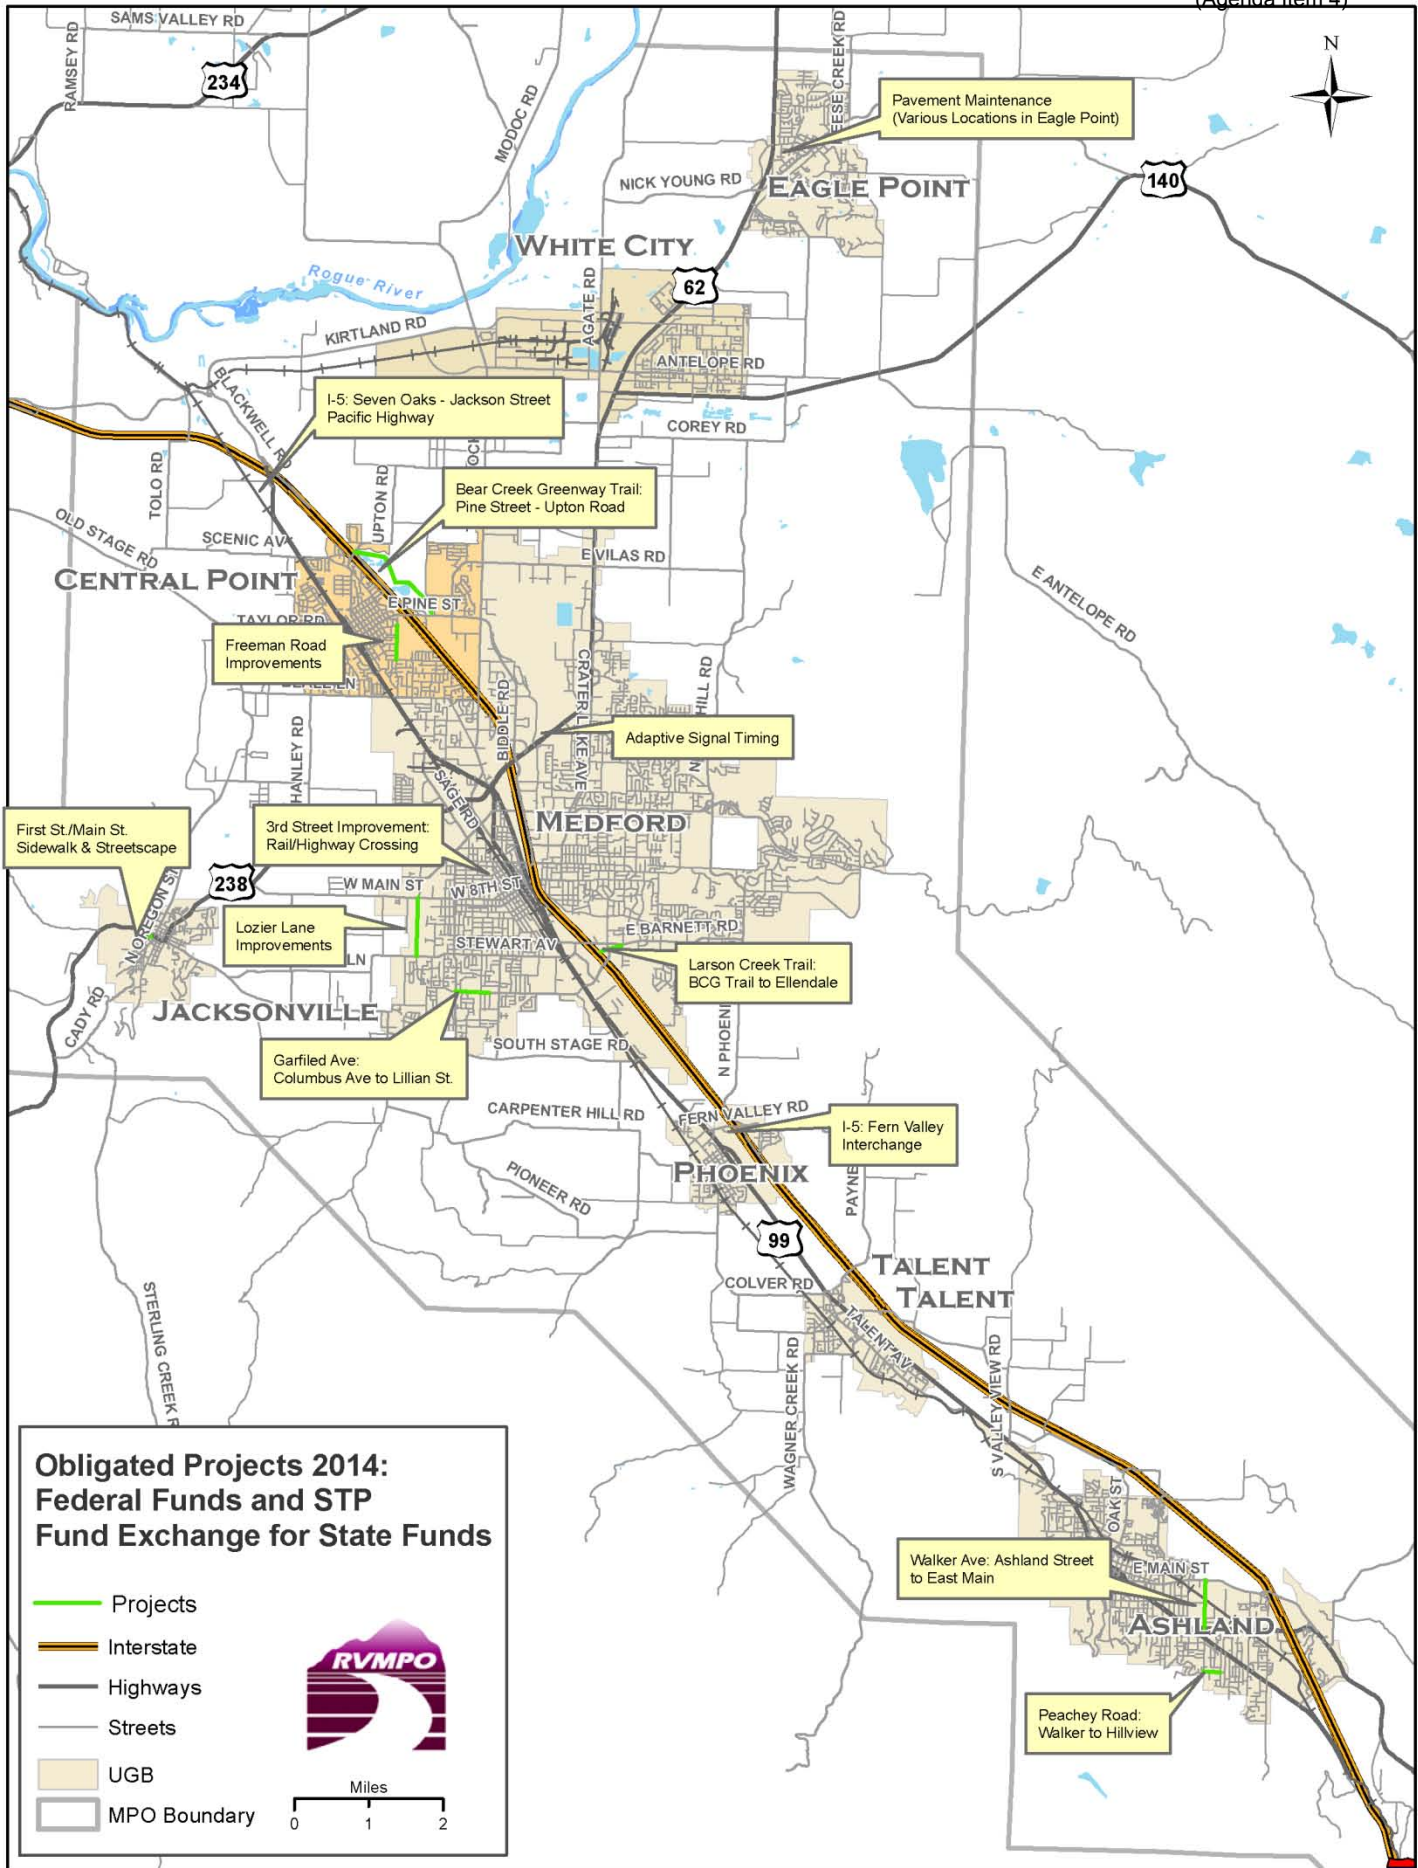 (Agenda Item 4)
SAMS VALLEY RD
RAMSEY RD
234
MODOC RD
EESE CREEK RD
N
Pavement Maintenance
(Various Locations in Eagle Point)
140
NICK YOUNG RD
EAGLE POINT
WHITE CITY
62
Rogue River
AGATE RD
KIRTLAND RD
ANTELOPE RD
BLACKWELL RD
I-5: Seven Oaks - Jackson Street
Pacific Highway
COREY RD
TOLO RD
UPTON RD
Bear Creek Greenway Trail:
Pine Street - Upton Road
OLD STAGE RD
SCENIC AV
E VILAS RD
CENTRAL POINT
E PINE ST
E ANTELOPE RD
TAYLOR RD
Freeman Road
Improvements
HANLEY RD
BIDDLE RD
CRATER LAKE AVE
HILL RD
Adaptive Signal Timing
SAGE RD
MEDFORD
First St./Main St.
Sidewalk & Streetscape
3rd Street Improvement:
Rail/Highway Crossing
238
W MAIN ST
W 8TH ST
N OREGON ST
Lozier Lane
Improvements
E BARNETT RD
STEWART AV
LN
Larson Creek Trail:
BCG Trail to Ellendale
JACKSONVILLE
CADY RD
SOUTH STAGE RD
N PHOENI
Garfiled Ave:
Columbus Ave to Lillian St.
CARPENTER HILL RD
FERN VALLEY RD
I-5: Fern Valley
Interchange
PHOENIX
PIONEER RD
PAYNE
99
TALENT
TALENT
COLVER RD
TALENT AV
STERLING CREEK R
WAGNER CREEK RD
S VALLEY VIEW RD
OAK ST
Walker Ave: Ashland Street
to East Main
E MAIN ST
ASHLAND
Peachey Road:
Walker to Hillview
Obligated Projects 2014:
Federal Funds and STP
Fund Exchange for State Funds
Projects
Interstate
Highways
Streets
UGB
MPO Boundary
RVMPO
Miles
0 1 2